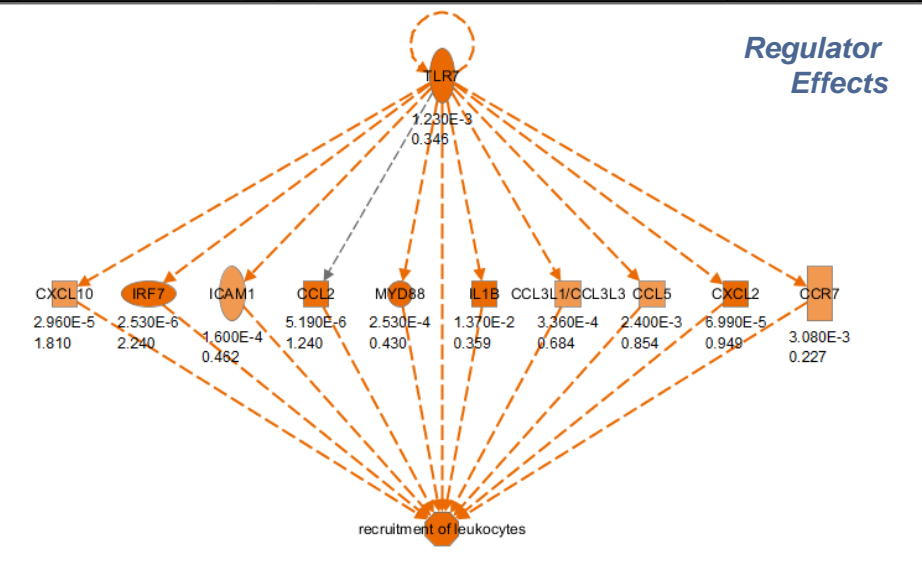 Regulator
Effects
TLR7
1.230E-3
0.346
CXCL10
2.960E-5
1.810
IRF7
2.530E-6
2.240
ICAM1
1.600E-4
0.462
CCL2
5.190E-6
1.240
MYD88
2.530E-4
0.430
IL1B
1.370E-2
0.359
CCL3L1/CCL3L3
3.360E-4
0.684
CCL5
2.400E-3
0.854
CXCL2
6.990E-5
0.949
CCR7
3.080E-3
0.227
recruitment of leukocytes